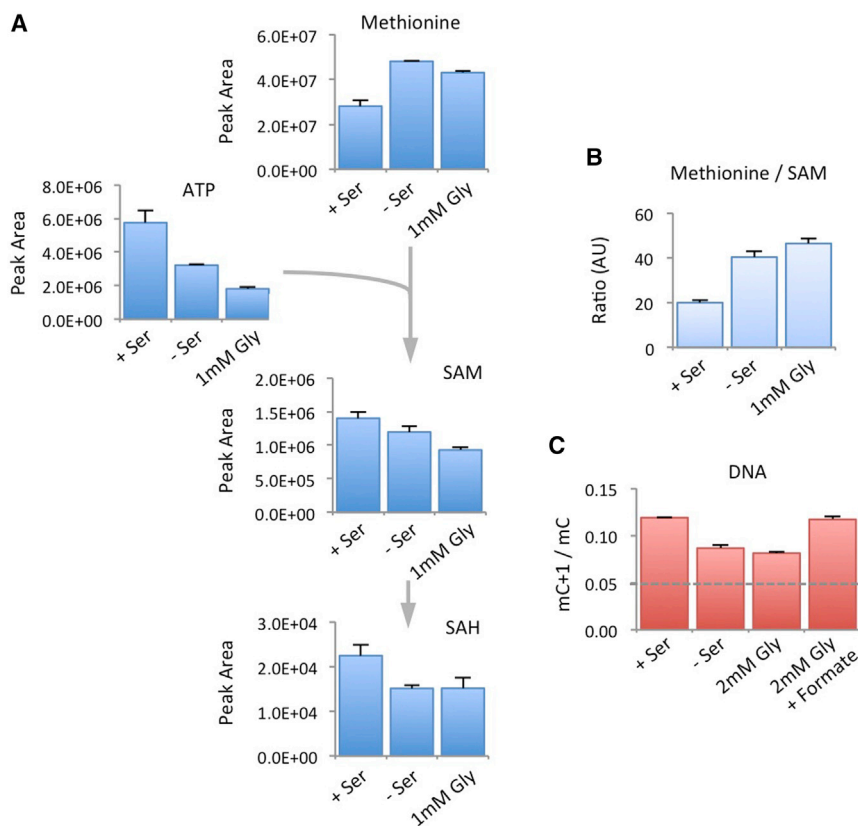 A
Methionine
Peak Area
6.0E+07
4.0E+07
2.0E+07
0.0E+00
+ Ser
- Ser
1mM Gly
ATP
Peak Area
8.0E+06
6.0E+06
4.0E+06
2.0E+06
0.0E+00
+ Ser
- Ser
1mM Gly
SAM
Peak Area
2.0E+06
1.5E+06
1.0E+06
5.0E+05
0.0E+00
+ Ser
- Ser
1mM Gly
SAH
Peak Area
3.0E+04
2.0E+04
1.0E+04
0.0E+00
+ Ser
- Ser
1mM Gly
B
Methionine / SAM
Ratio (AU)
60
40
20
0
+ Ser
- Ser
1mM Gly
C
DNA
mC+1 / mC
0.15
0.10
0.05
0.00
+ Ser
- Ser
2mM Gly
2mM Gly
+ Formate